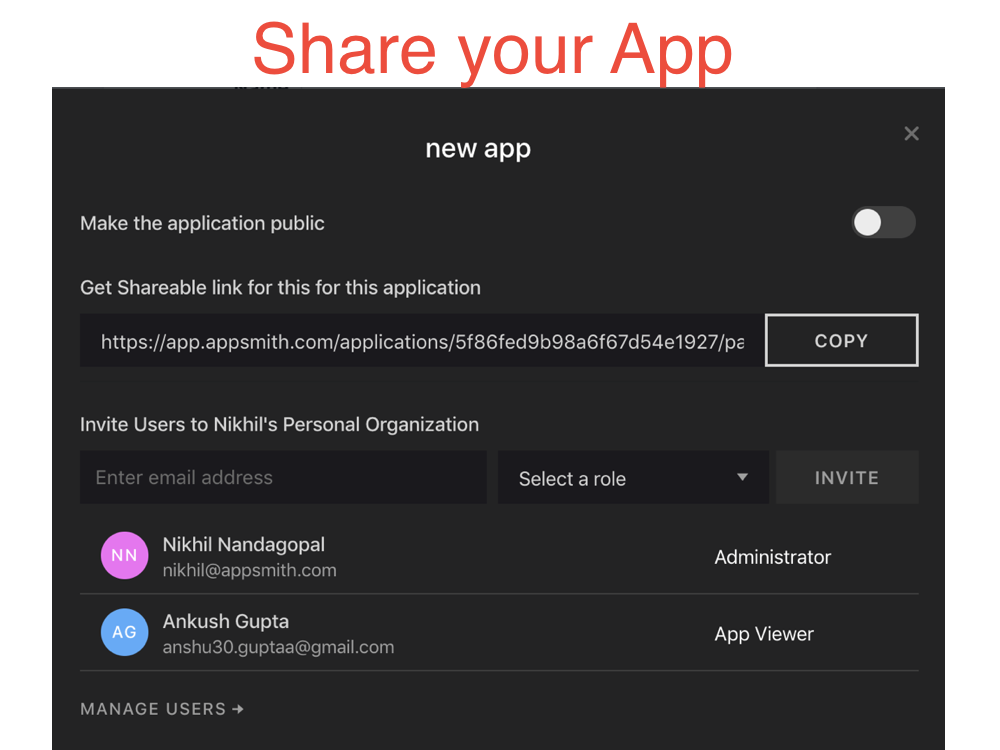 Share your App
new app
Make the application public
Get Shareable link for this for this application
https://app.appsmith.com/applications/5f86fed9b98a6f67d54e1927/pa
COPY
Invite Users to Nikhil's Personal Organization
Enter email address
Select a role
INVITE
NN
Nikhil Nandagopal
nikhil@appsmith.com
Administrator
AG
Ankush Gupta
anshu30.guptaa@gmail.com
App Viewer
MANAGE USERS →